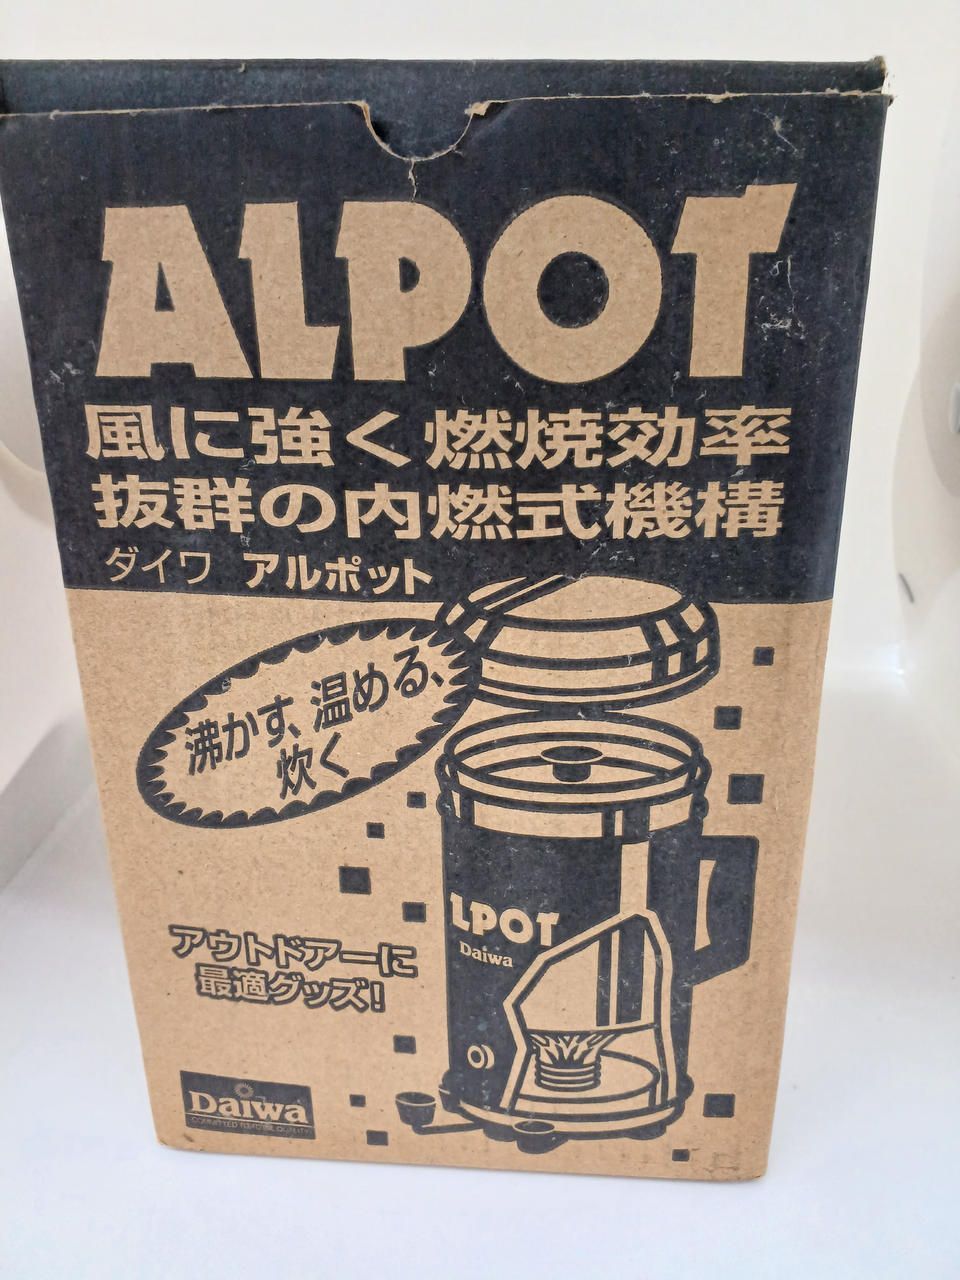 ALPOT
風に強く燃焼効率
抜群の内燃式機構
ダイワ アルポット
沸かす、温める、
炊く
LPOT
Daiwa
アウトドアーに
最適グッズ!
Daiwa